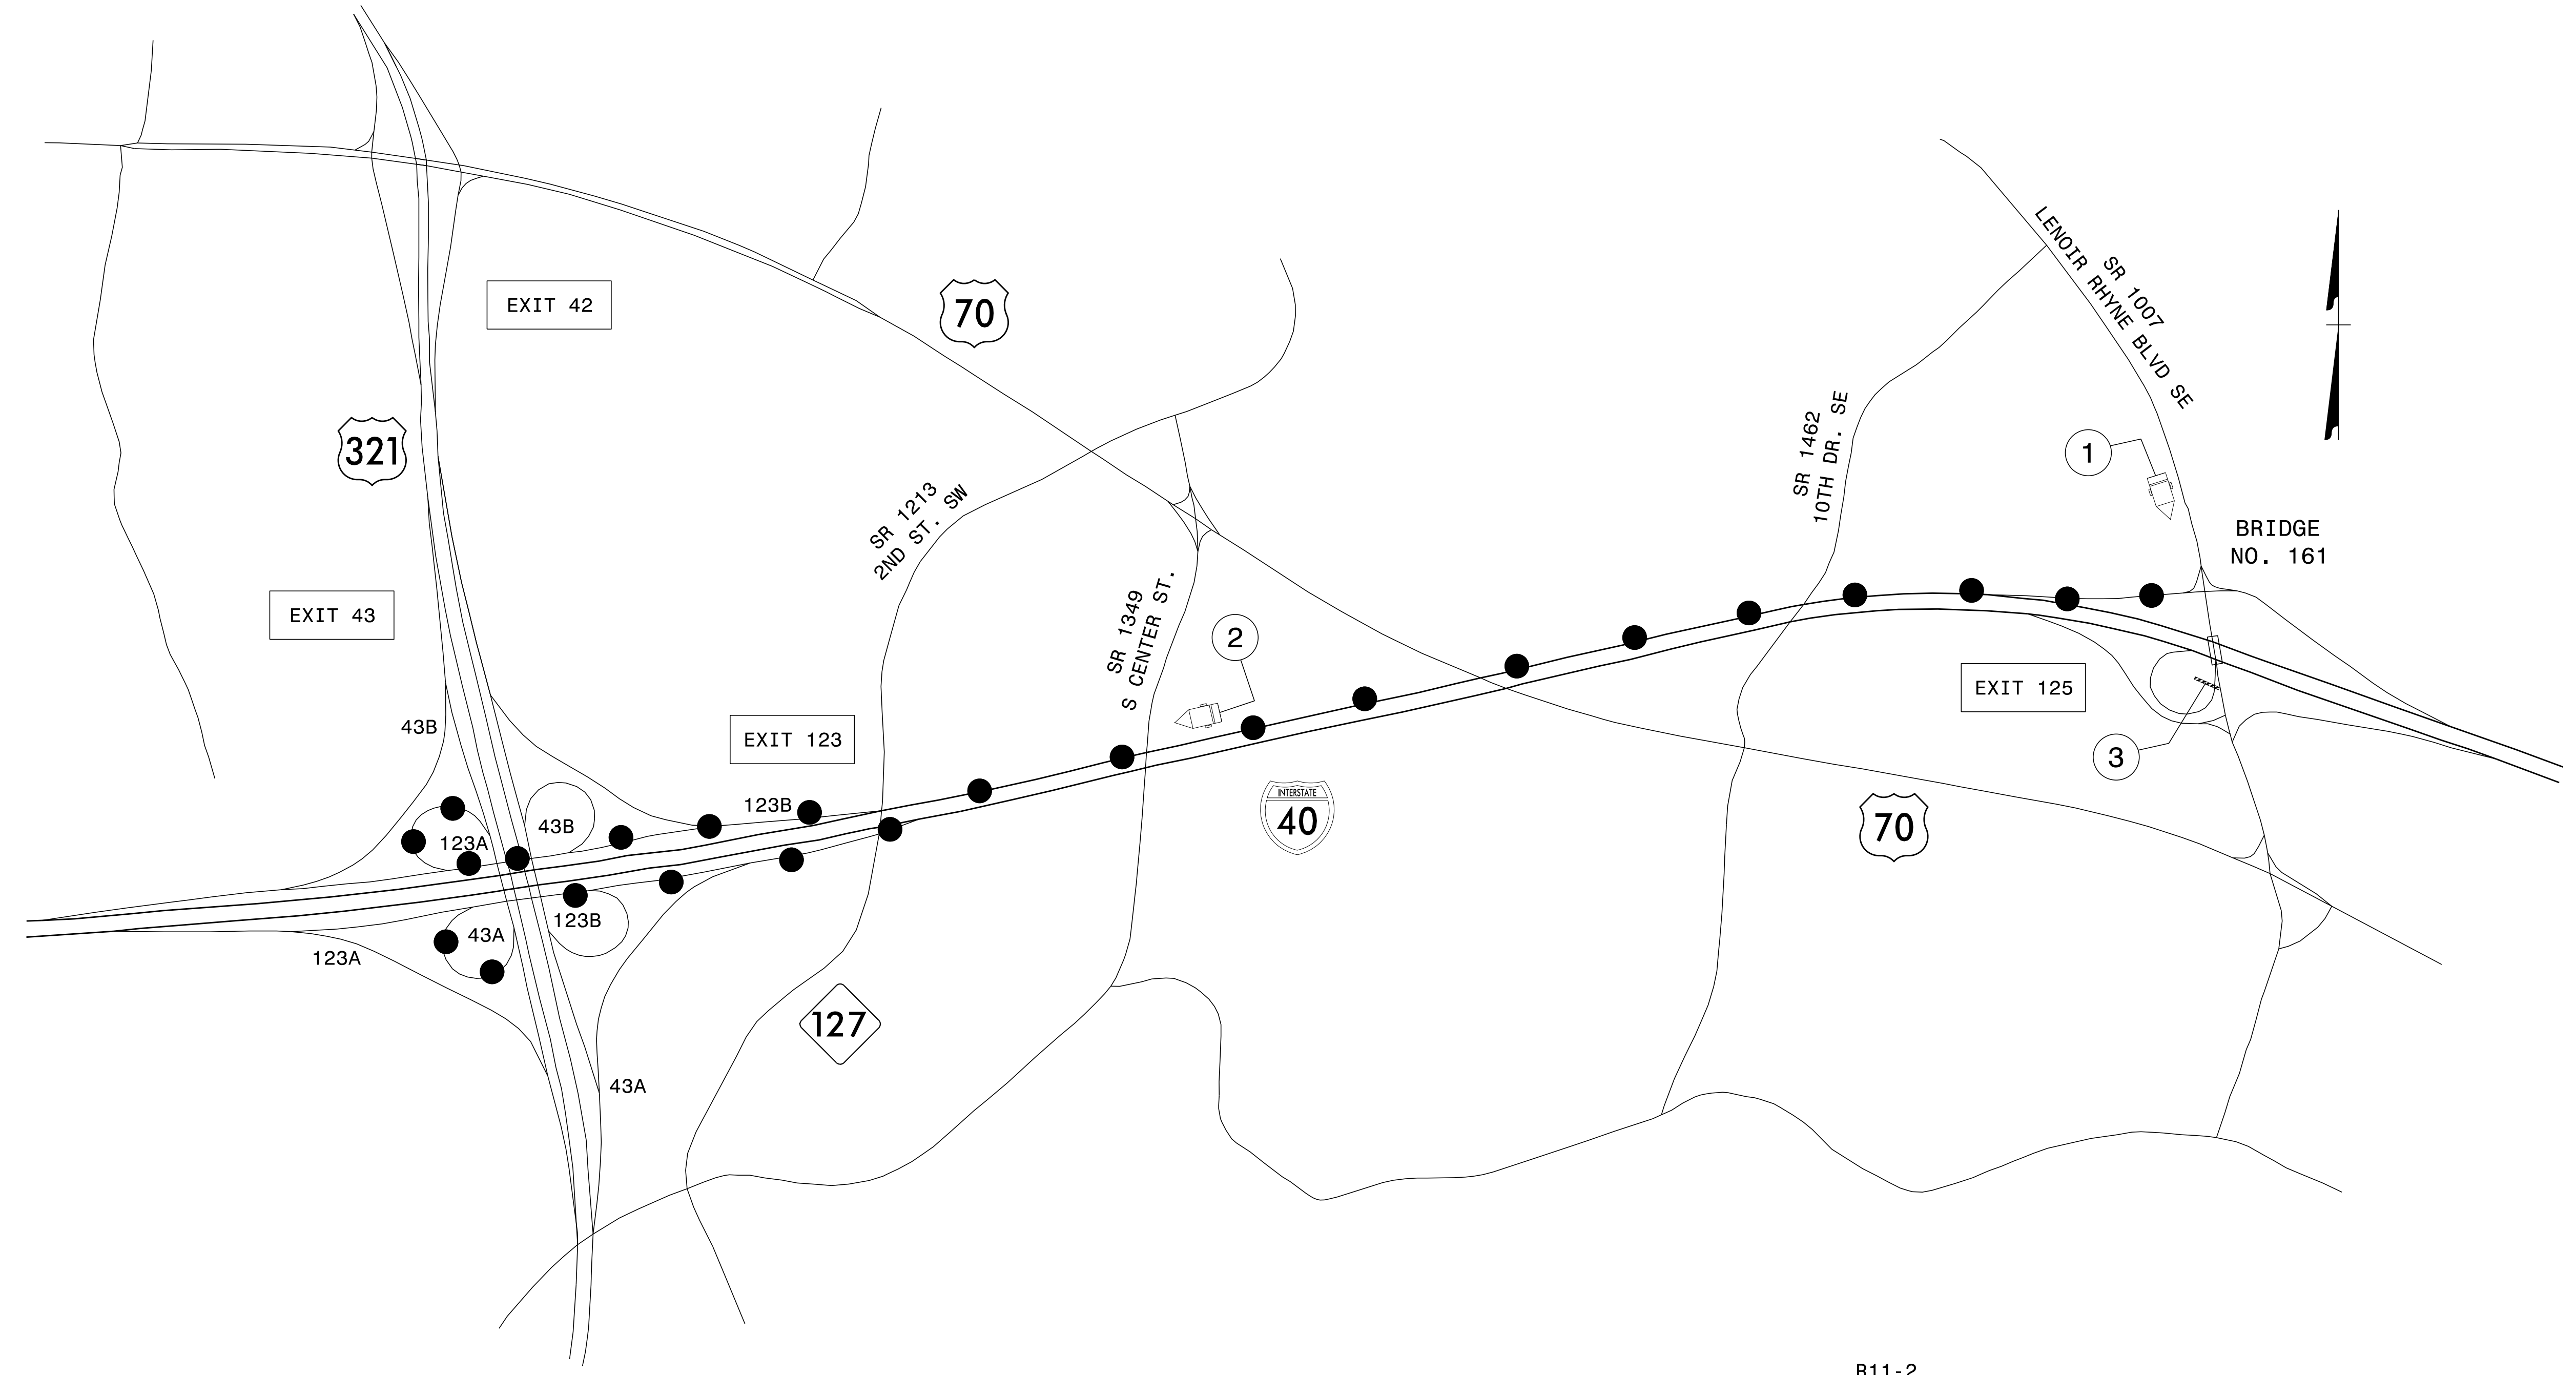 EXIT 42
70
321
SR 1007
LENOIR RHYNE BLVD SE
SR 1462
10TH DR. SE
1
SR 1213
2ND ST. SW
BRIDGE
NO. 161
EXIT 43
SR 1349
S CENTER ST.
2
EXIT 125
43B
EXIT 123
3
123B
INTERSTATE
40
70
43B
123A
123B
43A
123A
127
43A
R11-2